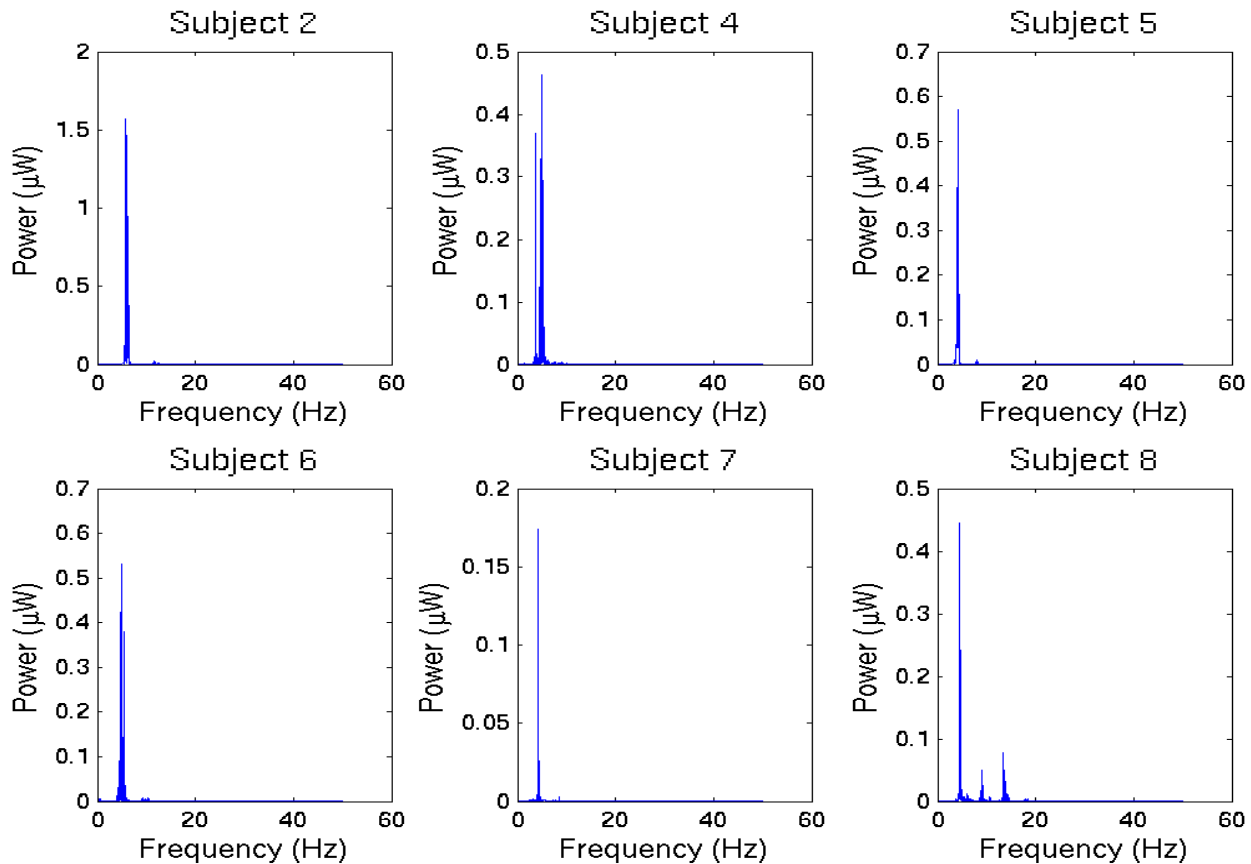 Subject 2
2
1.5
1
0.5
0
Power (μW)
0 20 40 60
Frequency (Hz)
Subject 4
0.5
0.4
0.3
0.2
0.1
0
Power (μW)
0 20 40 60
Frequency (Hz)
Subject 5
0.7
0.6
0.5
0.4
0.3
0.2
0.1
0
Power (μW)
0 20 40 60
Frequency (Hz)
Subject 6
0.7
0.6
0.5
0.4
0.3
0.2
0.1
0
Power (μW)
0 20 40 60
Frequency (Hz)
Subject 7
0.2
0.15
0.1
0.05
0
Power (μW)
0 20 40 60
Frequency (Hz)
Subject 8
0.5
0.4
0.3
0.2
0.1
0
Power (μW)
0 20 40 60
Frequency (Hz)